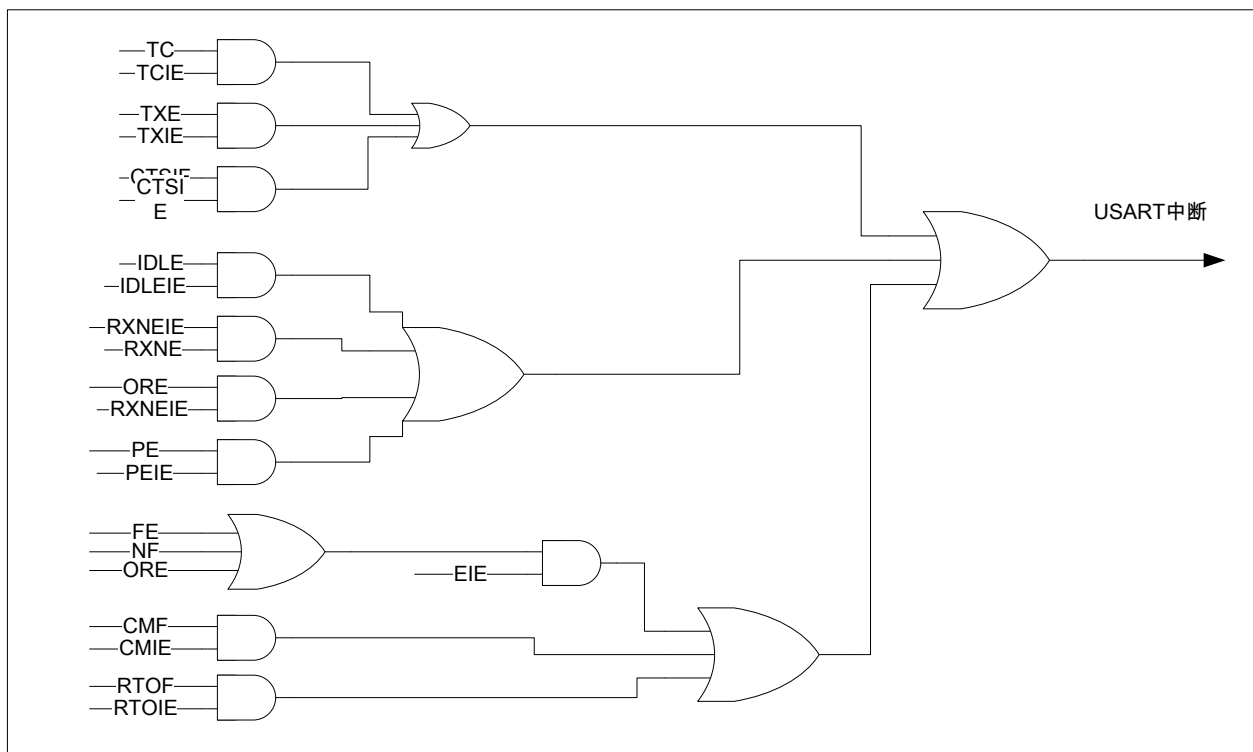 TC
TCIE
TXE
TXIE
CTSIF
CTSI
E
IDLE
IDLEIE
RXNEIE
RXNE
ORE
RXNEIE
PE
PEIE
FE
NF
ORE
EIE
CMF
CMIE
RTOF
RTOIE
USART中断